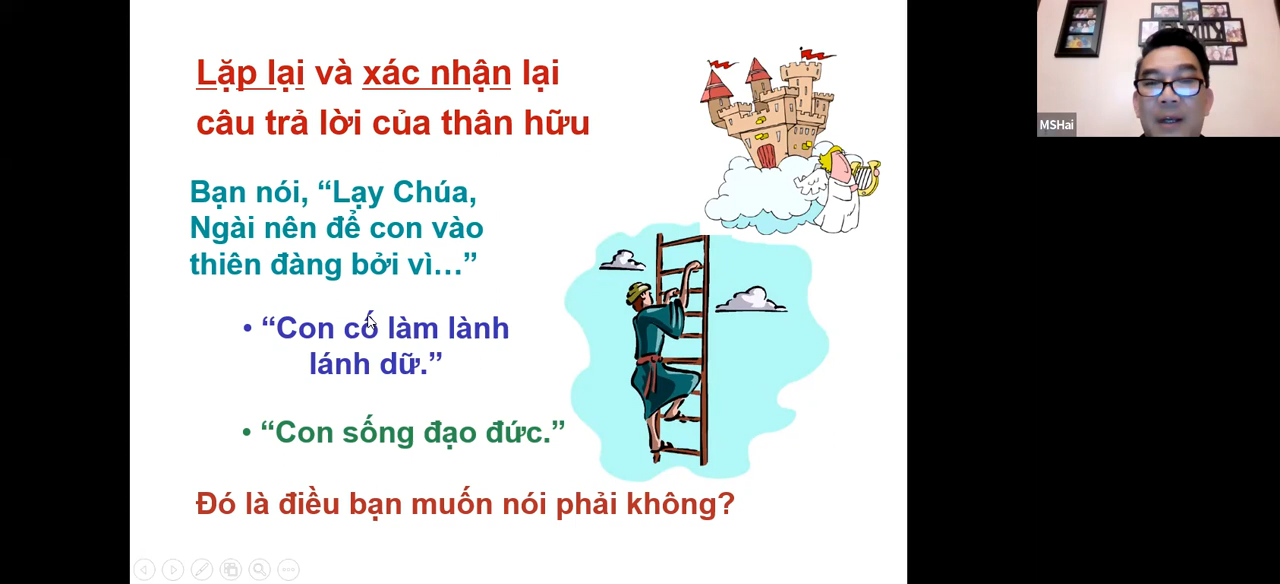 Lặp lại và xác nhận lại
câu trả lời của thân hữu
Bạn nói, “Lạy Chúa,
Ngài nên để con vào
thiên đàng bởi vì…”
• “Con có làm lành
lánh dữ.”
• “Con sống đạo đức.”
Đó là điều bạn muốn nói phải không?
MSHai